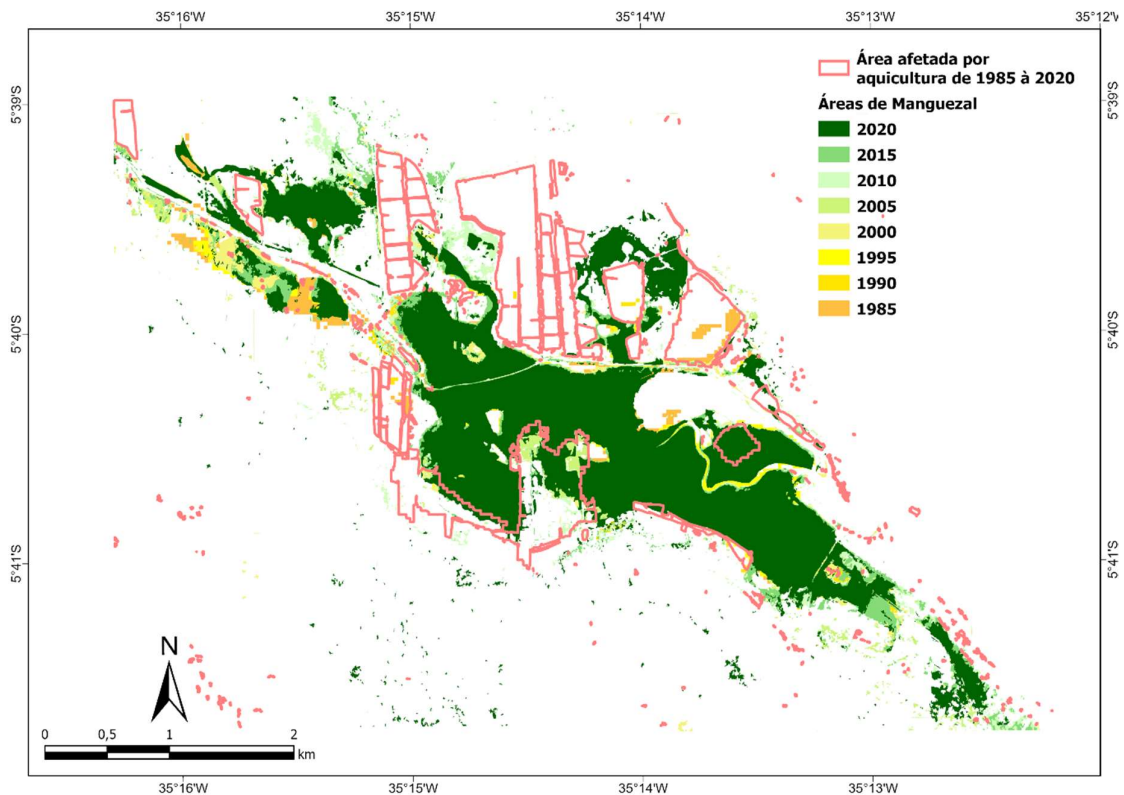 35°16'W
35°15'W
35°14'W
35°13'W
35°12'W
5°39'S
5°39'S
Área afetada por
aquicultura de 1985 à 2020
Áreas de Manguezal
2020
2015
2010
2005
2000
1995
1990
1985
5°40'S
5°40'S
5°41'S
5°41'S
N
0 0,5 1 2
km
35°16'W
35°15'W
35°14'W
35°13'W